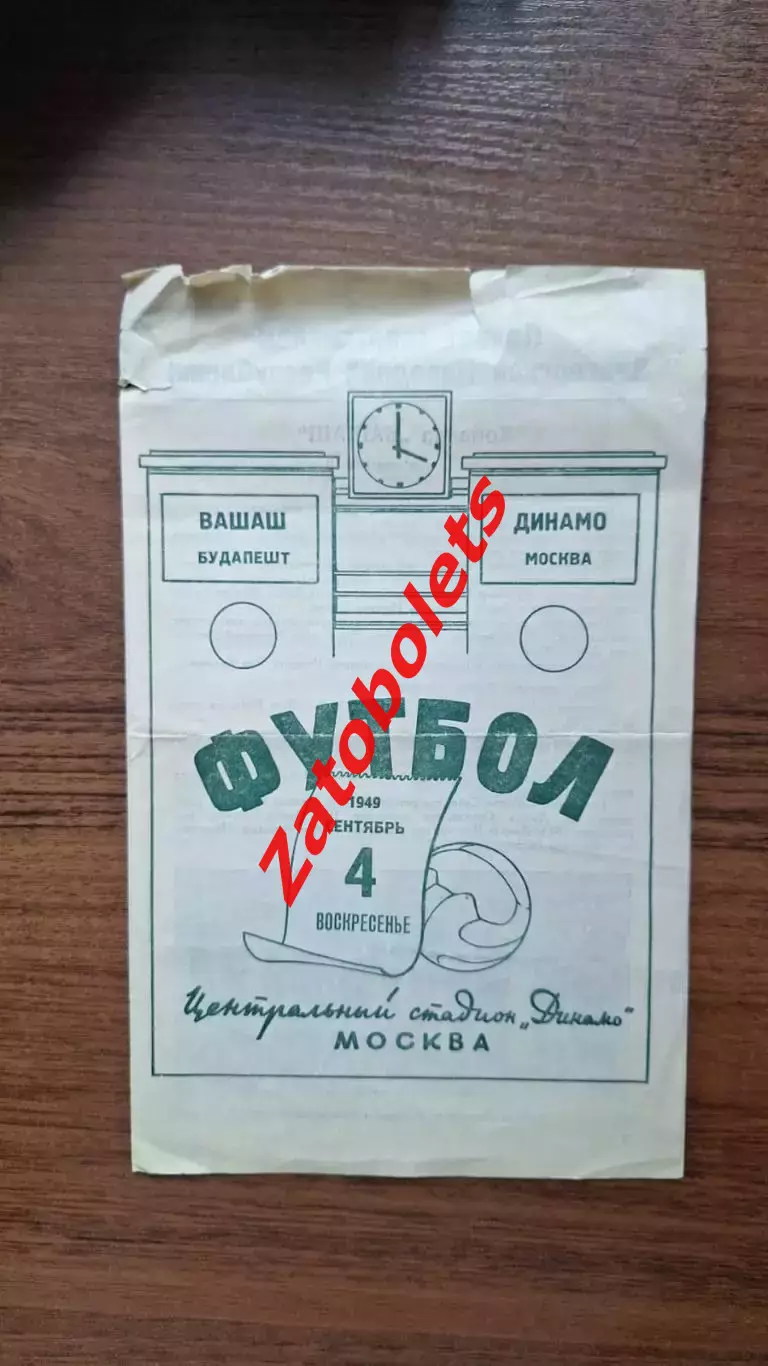 ВАШАШ
БУДАПЕШТ
ДИНАМО
МОСКВА
ФУТБОЛ
1949
СЕНТЯБРЬ
4
ВОСКРЕСЕНЬЕ
Центральный стадион „Динамо"
МОСКВА
Zatobolets